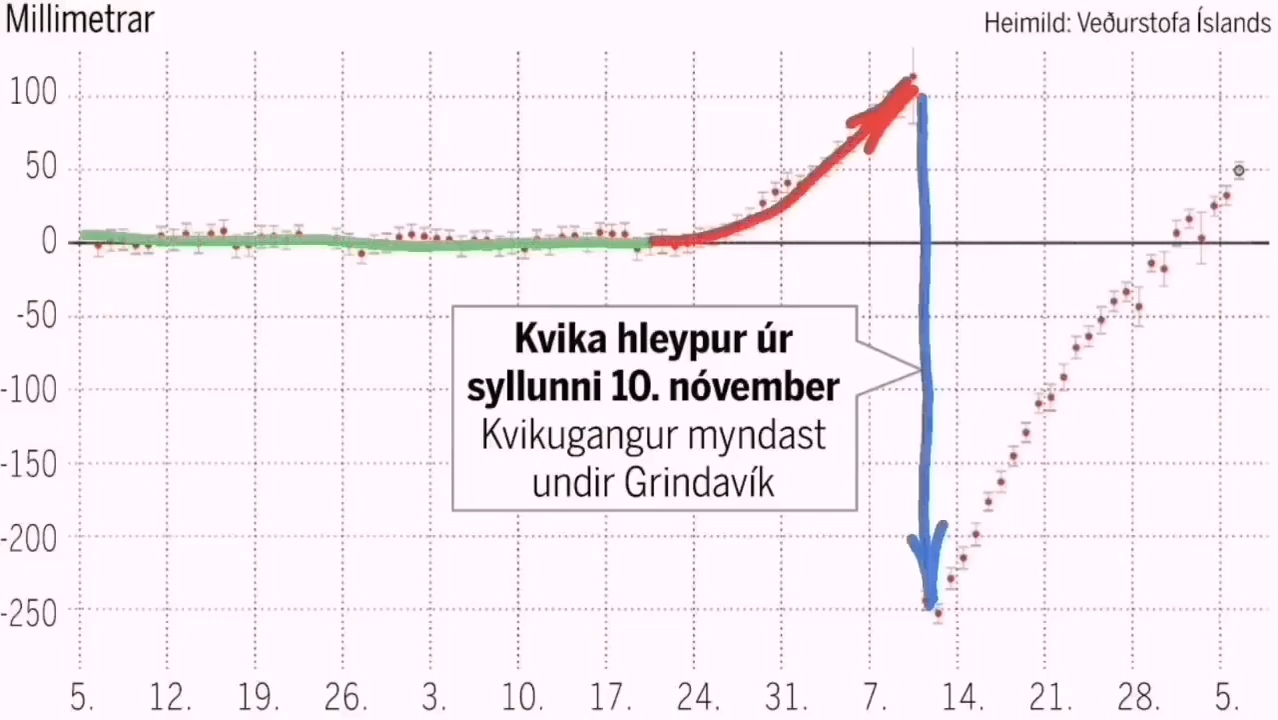 Millimetrar
Heimild: Veðurstofa Íslands
100
50
0
-50
-100
-150
-200
-250
Kvika hleypur úr
syllunni 10. nóvember
Kvikugangur myndast
undir Grindavík
5. 12. 19. 26. 3. 10. 17. 24. 31. 7. 14. 21. 28. 5.